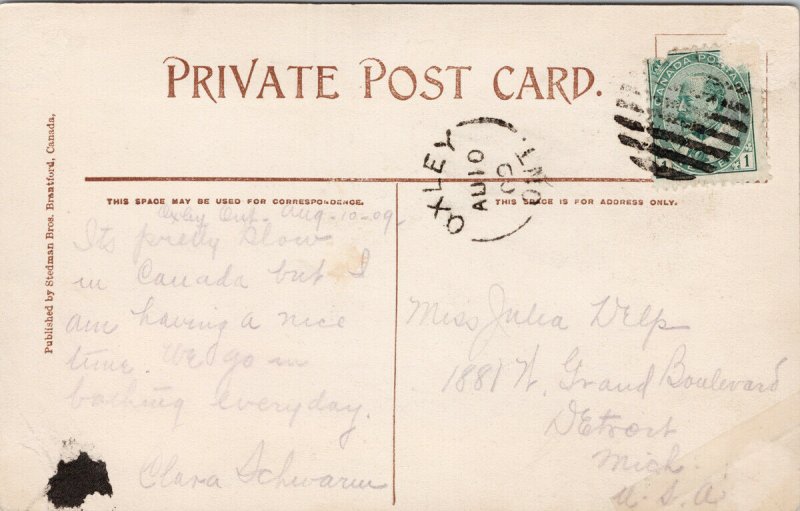 PRIVATE POST CARD.
CANADA POSTAGE
1
OXLEY
AU 10
09
ONT.
THIS SPACE MAY BE USED FOR CORRESPONDENCE.
THIS SPACE IS FOR ADDRESS ONLY.
Published by Stedman Bros. Brantford, Canada,
Oxley Ont. Aug-10-09
Its pretty slow
in Canada but I
am having a nice
time. We go in
bathing everyday.
Clara Schwarm
Miss Julia Delp
1881 W. Grand Boulevard
Detroit
Mich.
U.S.A